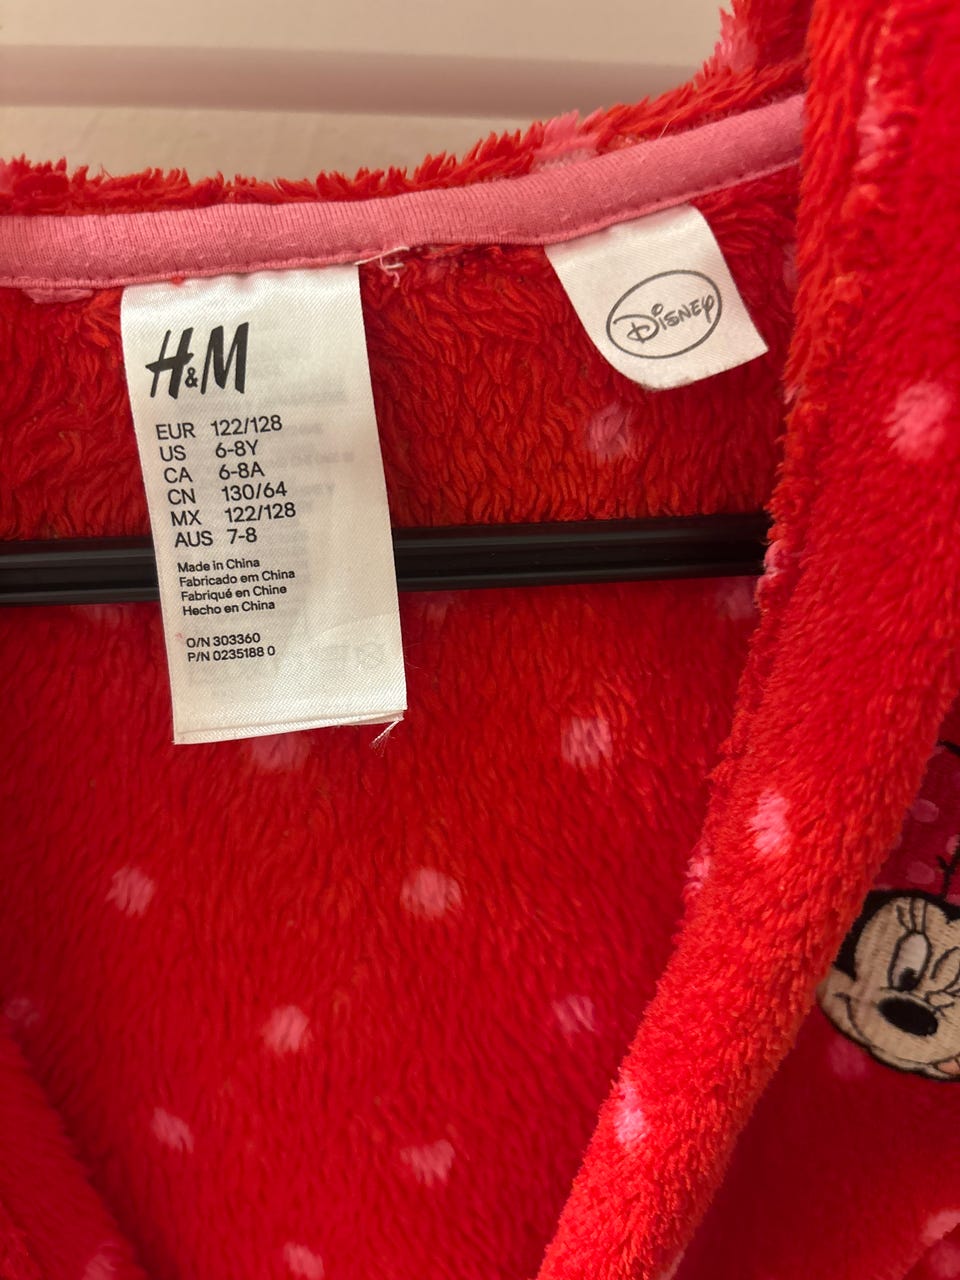 H&M
EUR 122/128
US 6-8Y
CA 6-8A
CN 130/64
MX 122/128
AUS 7-8
Made in China
Fabricado em China
Fabriqué en Chine
Hecho en China
O/N 303360
P/N 0235188 0
Disney